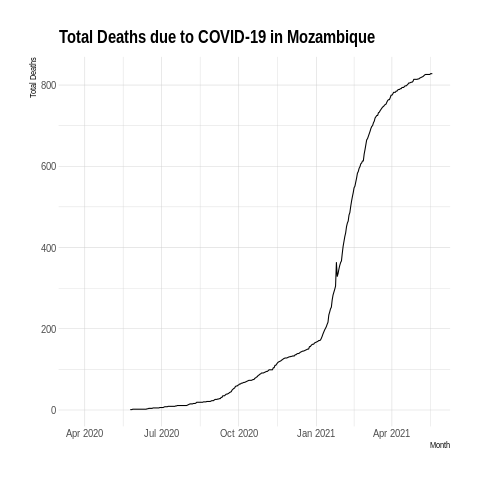 Total Deaths due to COVID-19 in Mozambique
Total Deaths
800
600
400
200
0
Apr 2020 Jul 2020 Oct 2020 Jan 2021 Apr 2021
Month